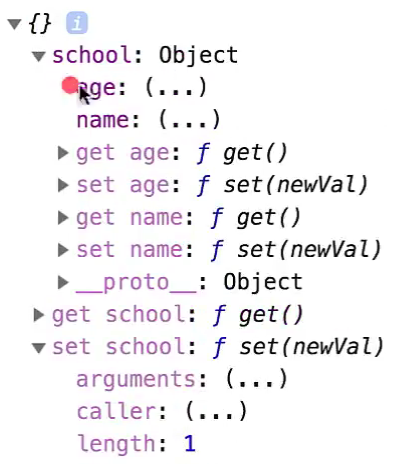 {} i
school: Object
age: (...)
name: (...)
get age: ƒ get()
set age: ƒ set(newVal)
get name: ƒ get()
set name: ƒ set(newVal)
__proto__: Object
get school: ƒ get()
set school: ƒ set(newVal)
arguments: (...)
caller: (...)
length: 1